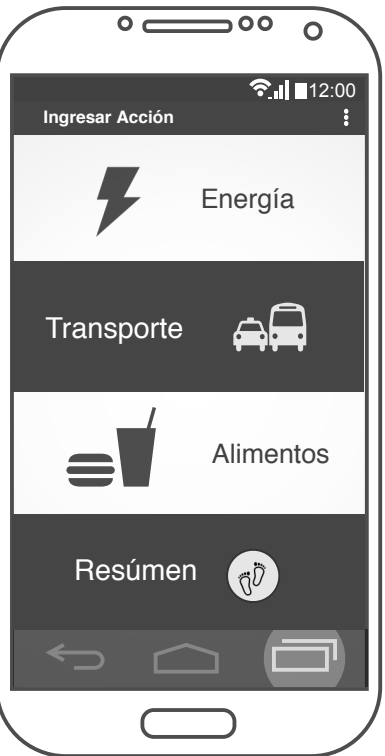 12:00
Ingresar Acción
Energía
Transporte
Alimentos
Resúmen